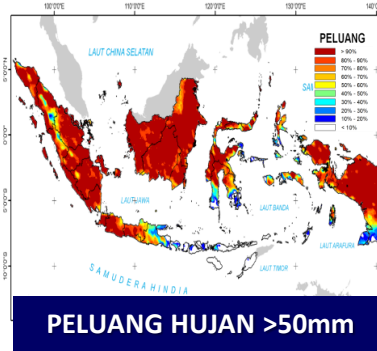 100°0'0"E
110°0'0"E
120°0'0"E
130°0'0"E
140°0'
LAUT CHINA SELATAN
PELUANG
> 90%
80% - 90%
70% - 80%
60% - 70%
50% - 60%
40% - 50%
30% - 40%
20% - 30%
10% - 20%
< 10%
LAUT JAWA
LAUT BANDA
LAUT ARAFURA
LAUT TIMOR
SAMUDERA HINDIA
PELUANG HUJAN >50mm